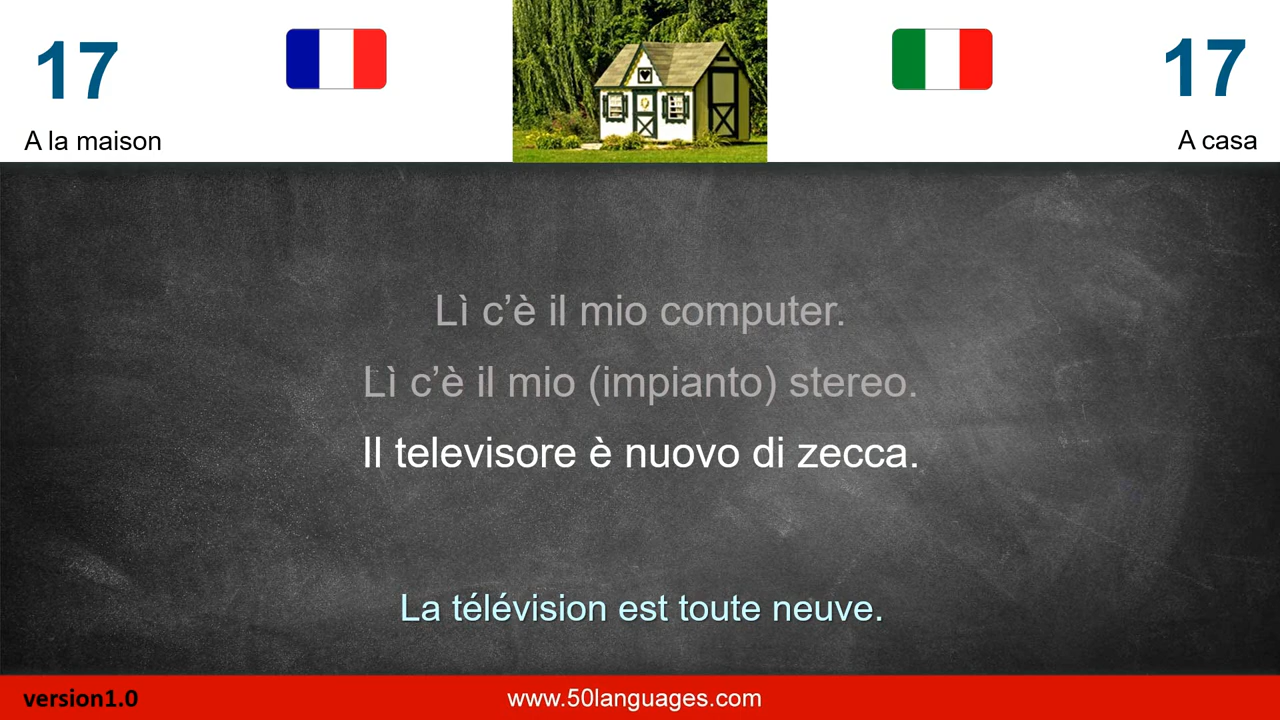 17
17
A la maison
A casa
Lì c’è il mio computer.
Lì c’è il mio (impianto) stereo.
Il televisore è nuovo di zecca.
La télévision est toute neuve.
version1.0
www.50languages.com